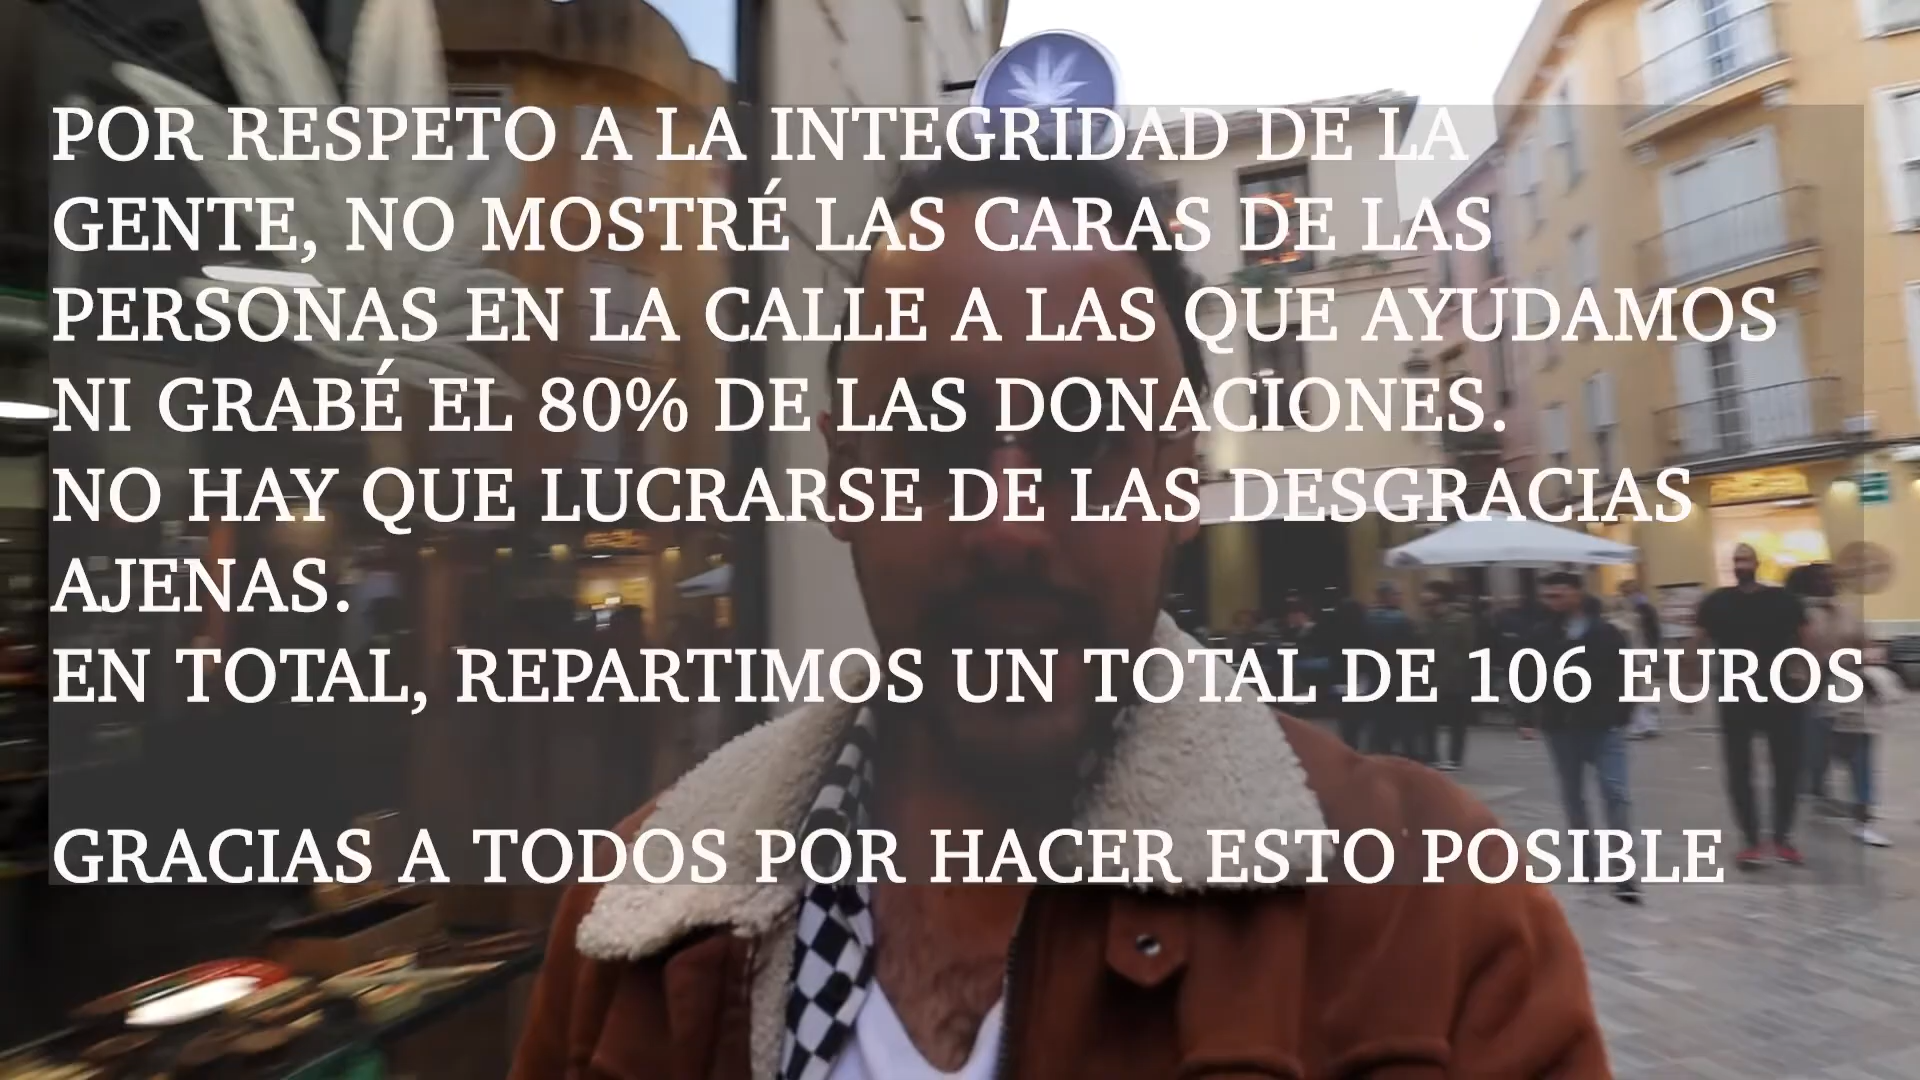 POR RESPETO A LA INTEGRIDAD DE LA
GENTE, NO MOSTRÉ LAS CARAS DE LAS
PERSONAS EN LA CALLE A LAS QUE AYUDAMOS
NI GRABÉ EL 80% DE LAS DONACIONES.
NO HAY QUE LUCRARSE DE LAS DESGRACIAS
AJENAS.
EN TOTAL, REPARTIMOS UN TOTAL DE 106 EUROS
GRACIAS A TODOS POR HACER ESTO POSIBLE